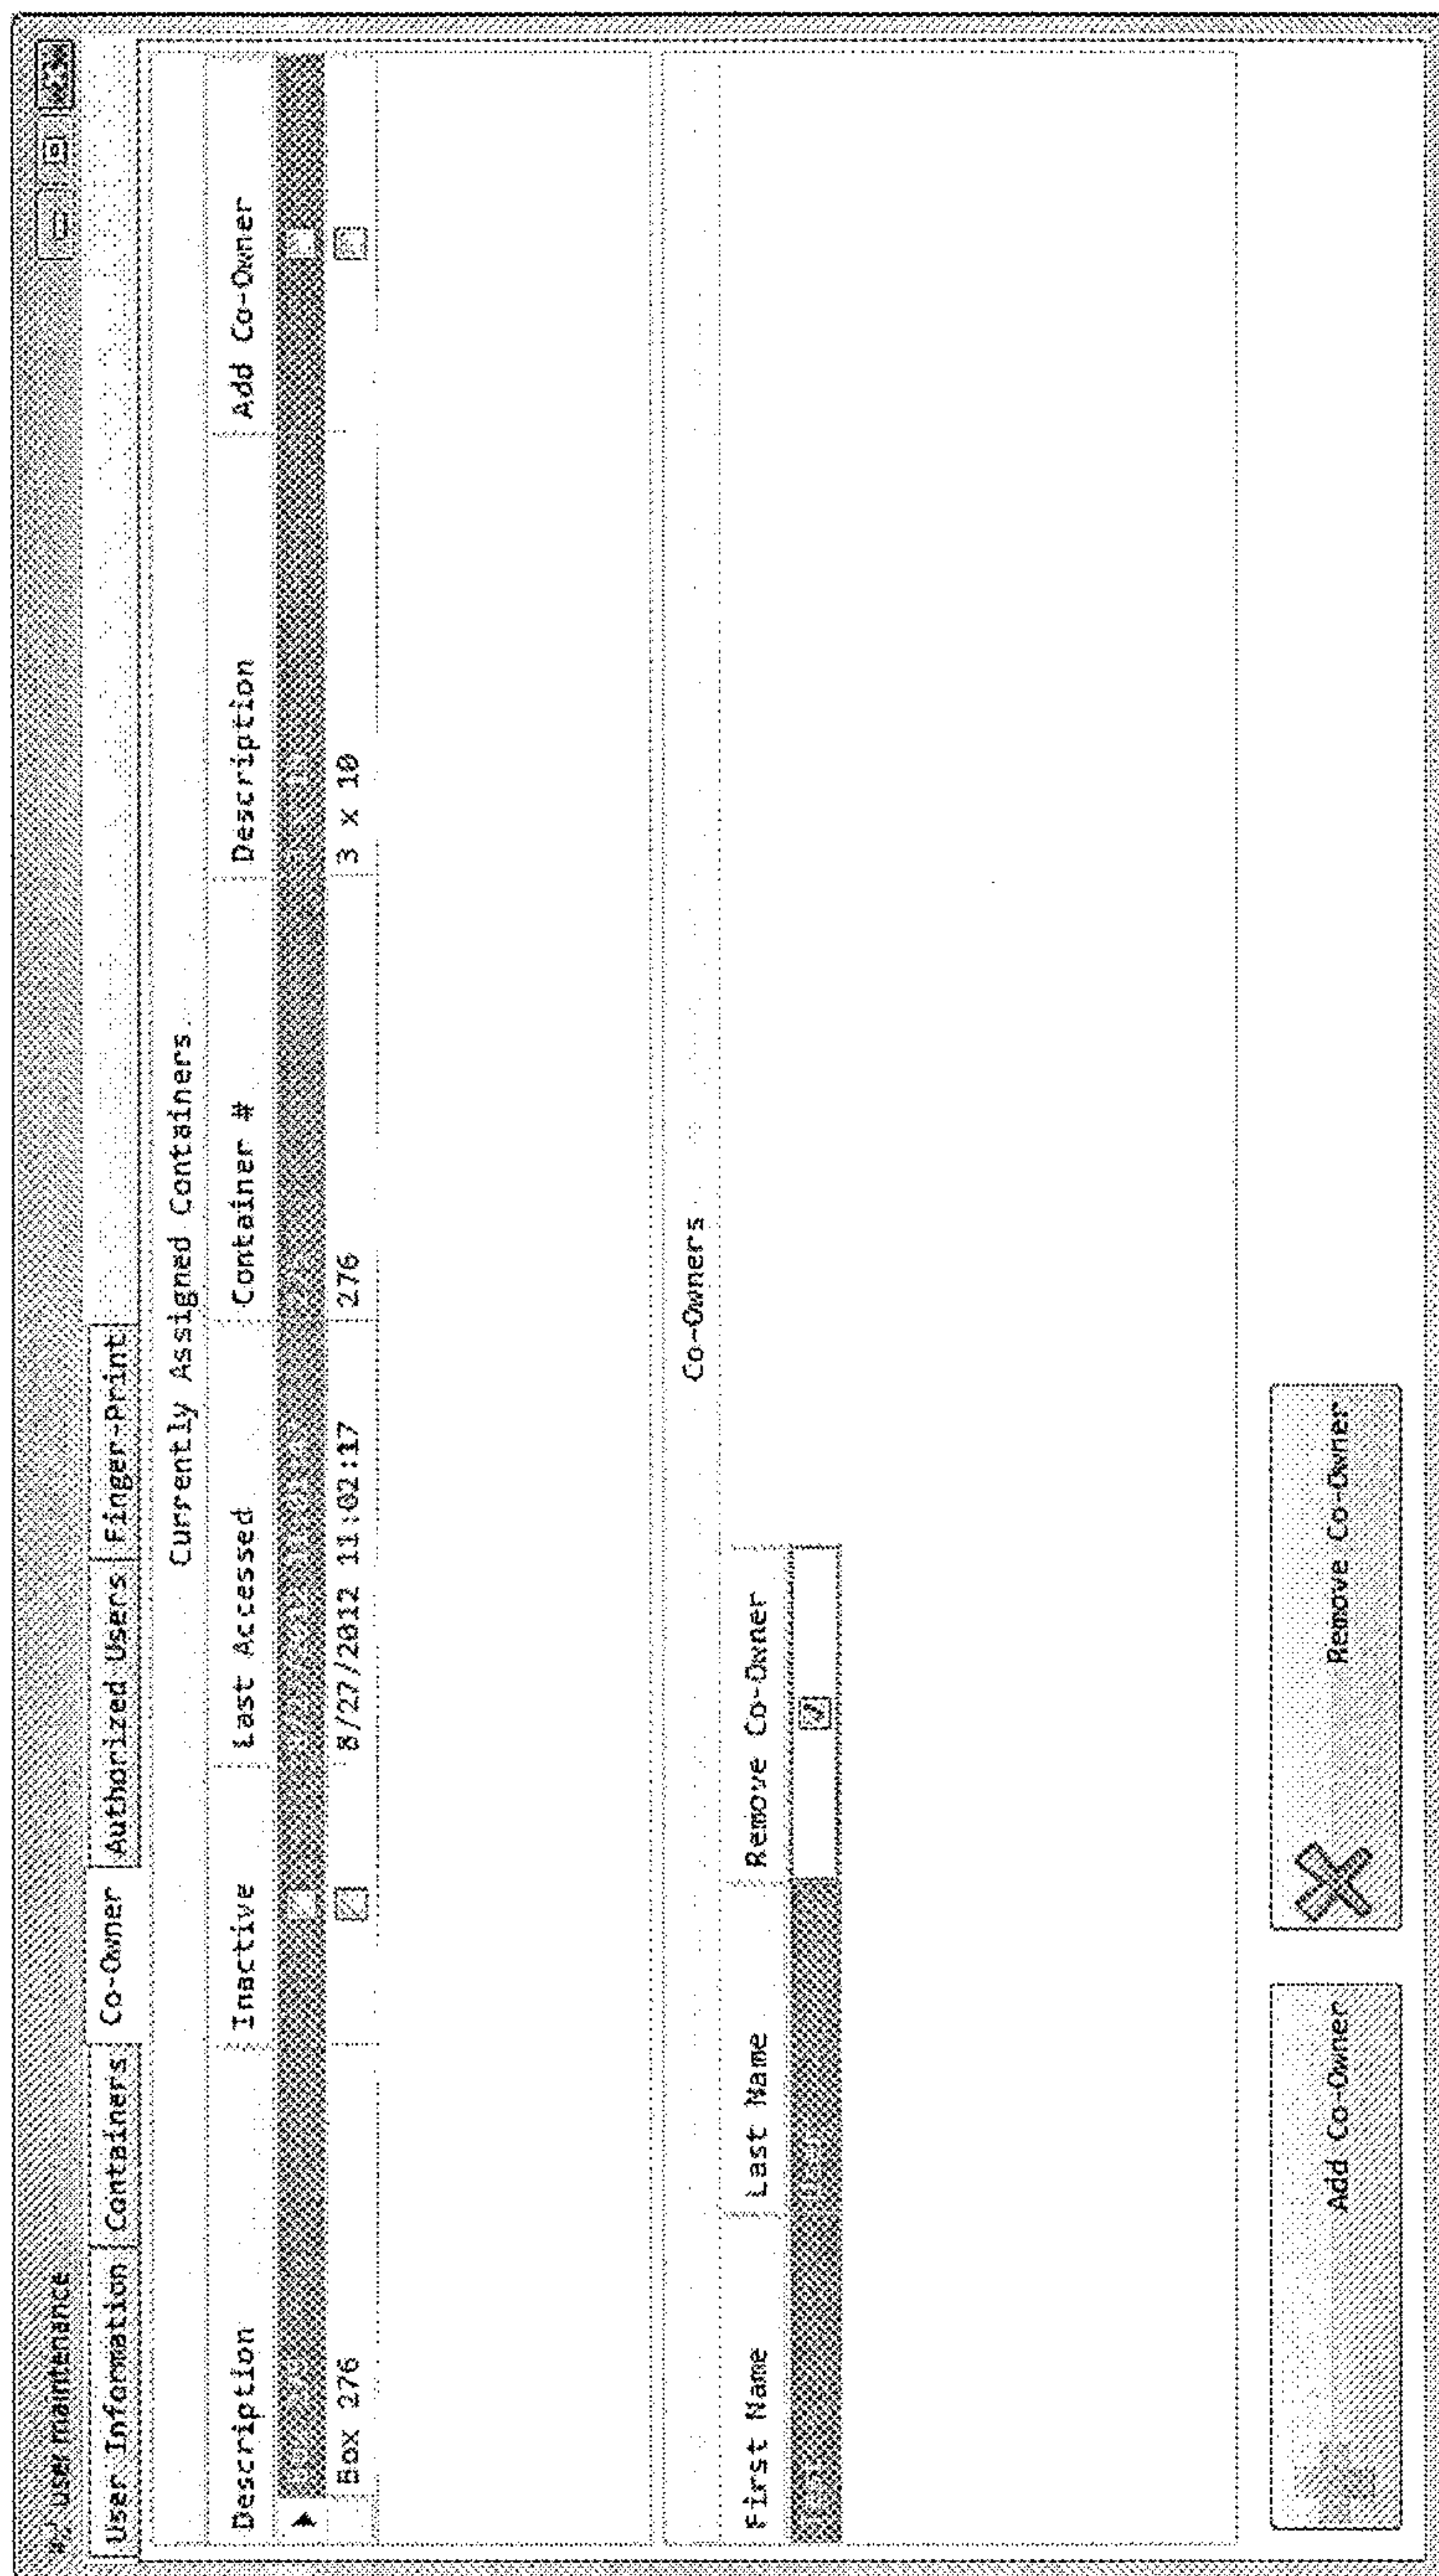 user maintenance
User Information Containers Co-Owner Authorized Users Finger-Print
Currently Assigned Containers
Description Inactive Last Accessed Container # Description Add Co-Owner
Box 276 8/27/2012 11:02:17 276 3 x 10
Co-Owners
First Name Last Name Remove Co-Owner
Add Co-Owner Remove Co-Owner